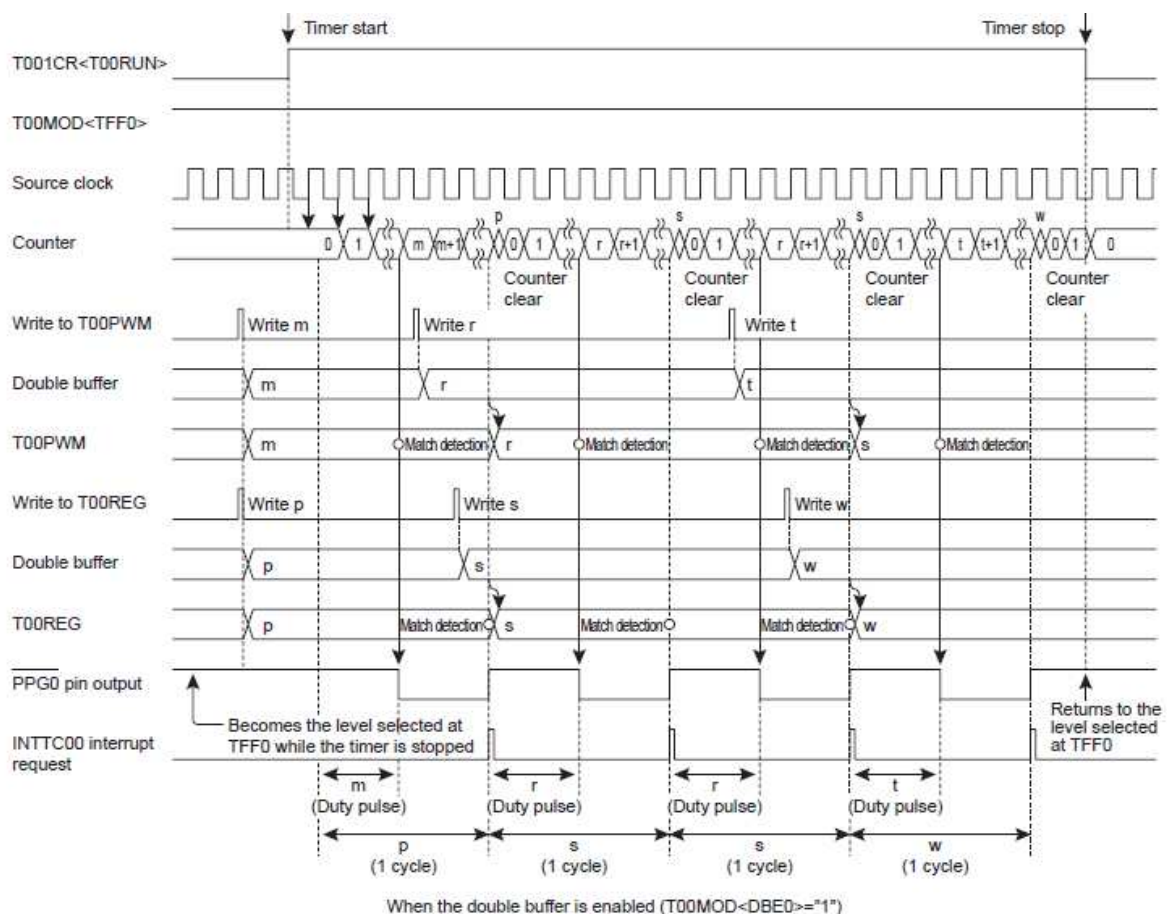 Timer start Timer stop
T001CR<T00RUN>
T00MOD<TFF0>
Source clock
p s s w
Counter 0 1 m m+1 0 1 r r+1 0 1 r r+1 0 1 t t+1 0 1 0
Counter clear Counter clear Counter clear Counter clear
Write to T00PWM Write m Write r Write t
Double buffer m r t
T00PWM m Match detection r Match detection Match detection s Match detection
Write to T00REG Write p Write s Write w
Double buffer p s w
T00REG p Match detection s Match detection Match detection w
PPG0 pin output
Becomes the level selected at
TFF0 while the timer is stopped
Returns to the
level selected
at TFF0
INTTC00 interrupt
request
m r r t
(Duty pulse) (Duty pulse) (Duty pulse) (Duty pulse)
p s s w
(1 cycle) (1 cycle) (1 cycle) (1 cycle)
When the double buffer is enabled (T00MOD<DBE0>="1")